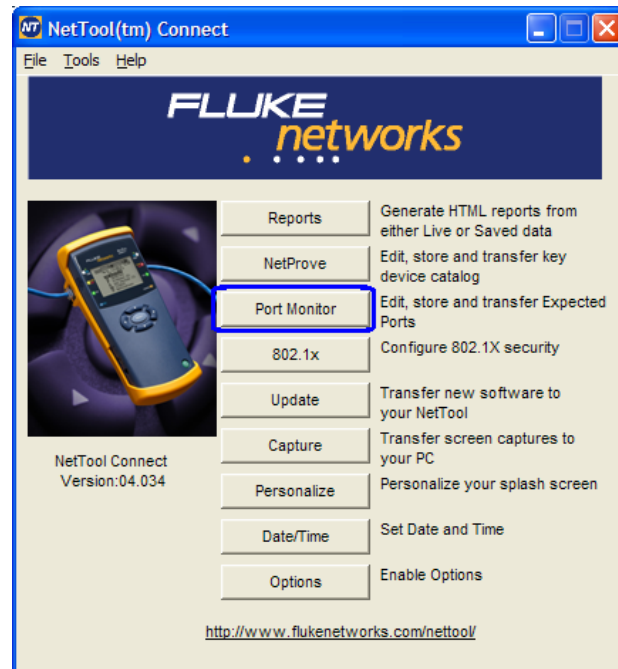 NetTool(tm) Connect
File Tools Help
FLUKE
networks
Reports
Generate HTML reports from
either Live or Saved data
NetProve
Edit, store and transfer key
device catalog
Port Monitor
Edit, store and transfer Expected
Ports
802.1x
Configure 802.1X security
Update
Transfer new software to
your NetTool
Capture
Transfer screen captures to
your PC
Personalize
Personalize your splash screen
Date/Time
Set Date and Time
Options
Enable Options
NetTool Connect
Version:04.034
http://www.flukenetworks.com/nettool/